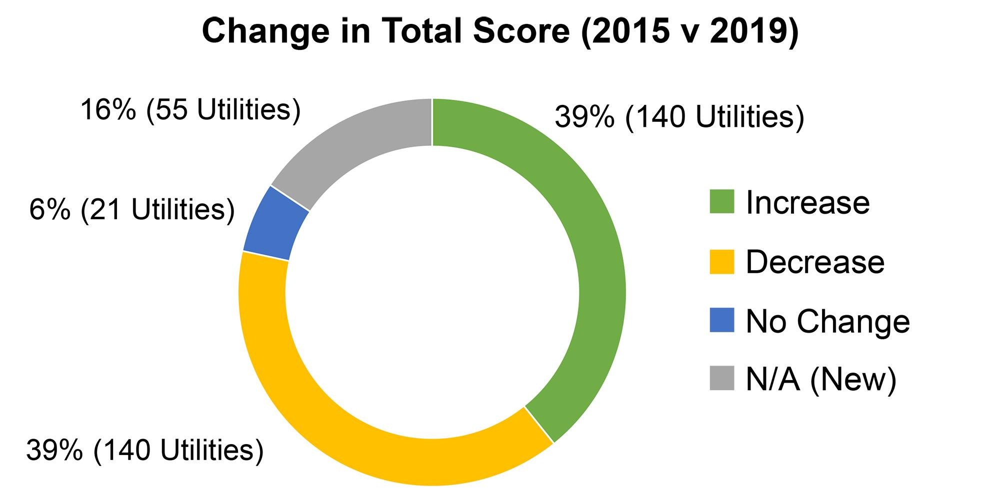 Change in Total Score (2015 v 2019)
16% (55 Utilities)
39% (140 Utilities)
6% (21 Utilities)
39% (140 Utilities)
Increase
Decrease
No Change
N/A (New)